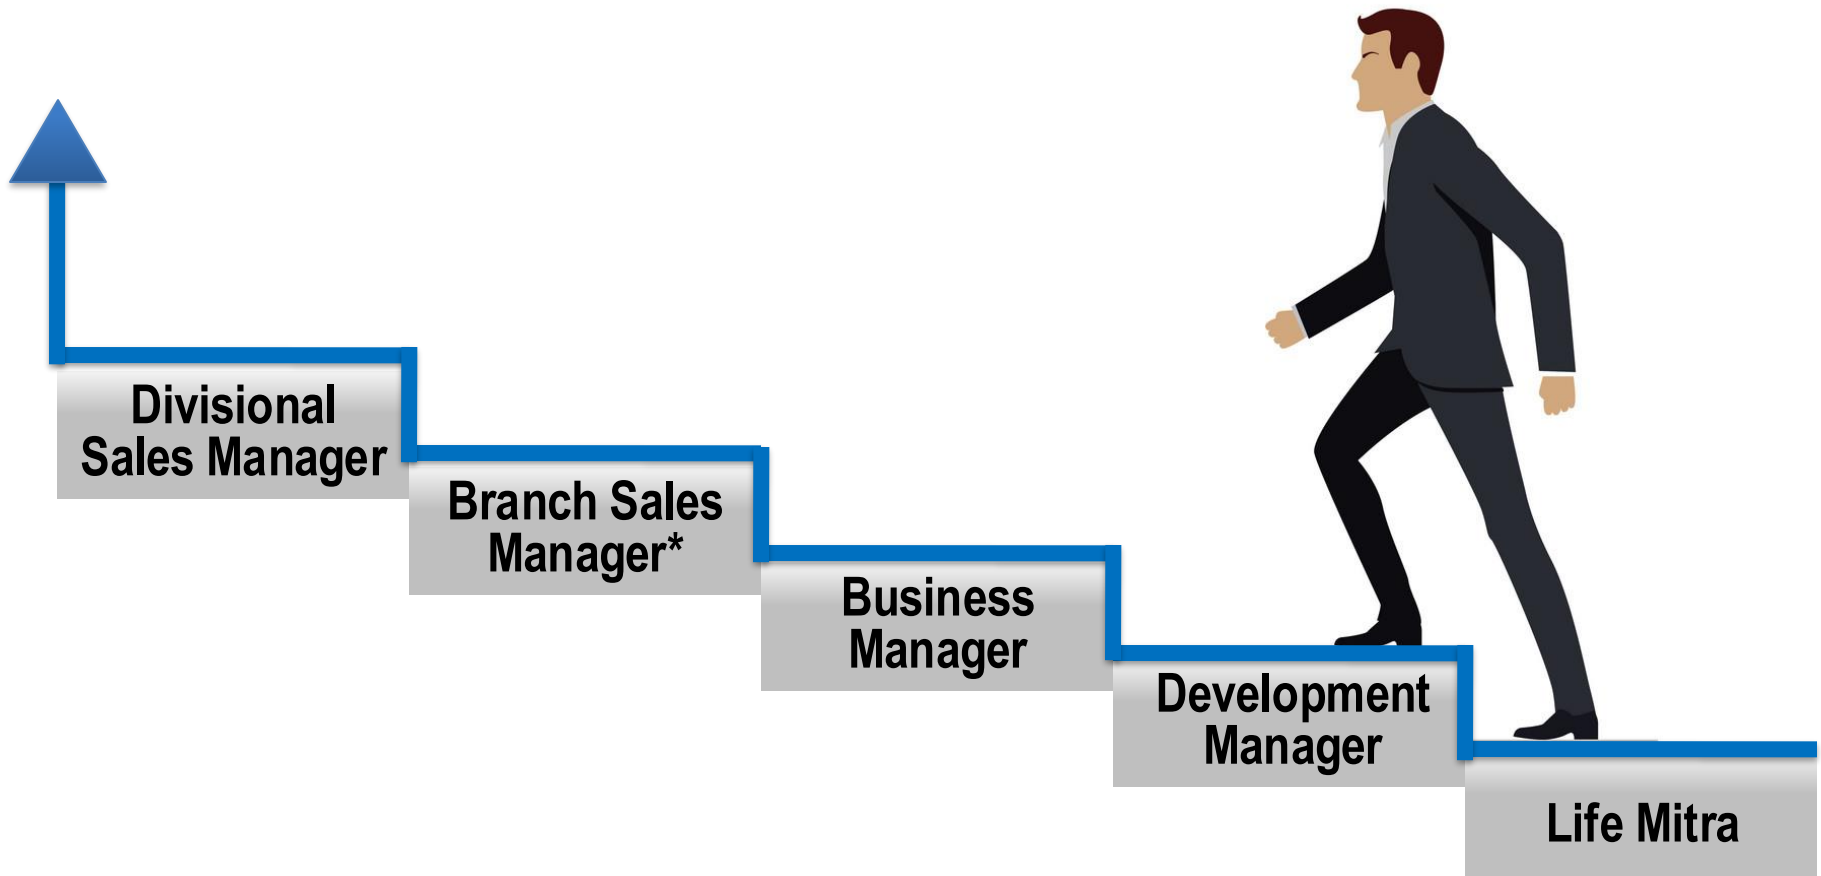 Divisional
Sales Manager
Branch Sales
Manager*
Business
Manager
Development
Manager
Life Mitra